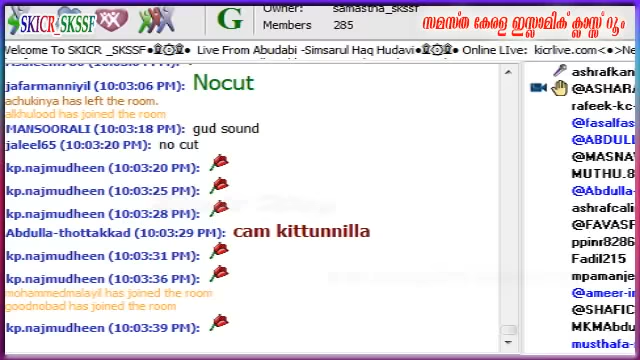 SKICR_SKSSF
G
Owner: samastha_skssf
Members 285
സമസ്ത കേരള ഇസ്ലാമിക് ക്ലാസ്സ് റൂം
Welcome To SKICR _SKSSF
Live From Abudabi -Simsarul Haq Hudavi
Online LIve: kicrlive.com<
jafarmanniyil (10:03:06 PM): Nocut
achukinya has left the room.
alkhulood has joined the room
MANSOORALI (10:03:18 PM): gud sound
jaleel65 (10:03:20 PM): no cut
kp.najmudheen (10:03:20 PM):
kp.najmudheen (10:03:25 PM):
kp.najmudheen (10:03:28 PM):
Abdulla-thottakkad (10:03:29 PM): cam kittunnilla
kp.najmudheen (10:03:31 PM):
kp.najmudheen (10:03:36 PM):
mohammedmalayil has joined the room
goodnobad has joined the room
kp.najmudheen (10:03:39 PM):
ashrafkan
@ASHARA
rafeek-kc-
@fasalfas
@ABDULL
@MASNAV
MUTHU.8
@Abdulla-
ashrafcali
@FAVASF
ppinr8286
Fadil215
mpamanje
@ameer-in
@SHAFIC
MKMAbdu
musthafa-